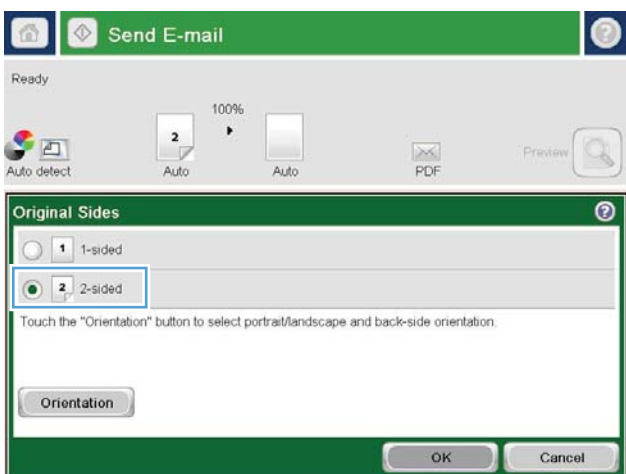 Send E-mail
Ready
100%
2
Auto detect
Auto
Auto
PDF
Preview
Original Sides
1 1-sided
2 2-sided
Touch the "Orientation" button to select portrait/landscape and back-side orientation.
Orientation
OK
Cancel